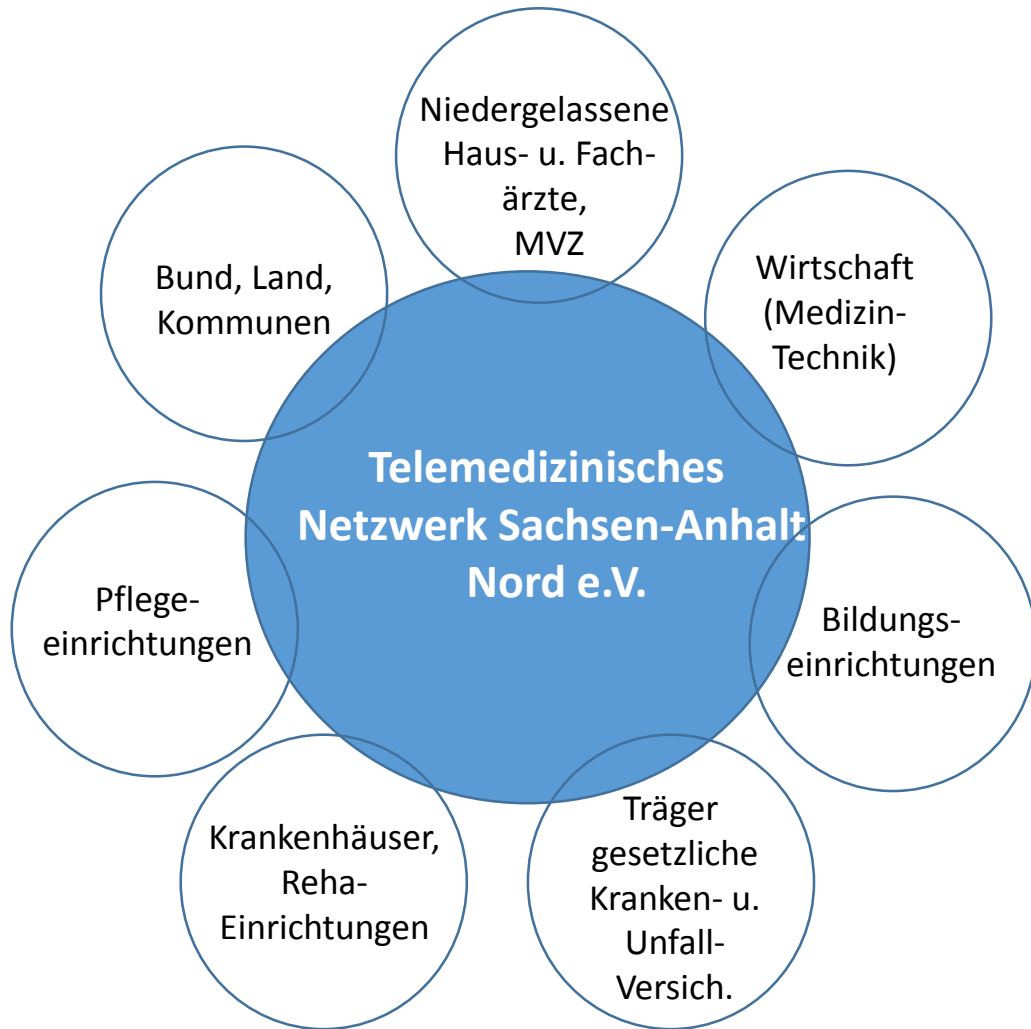 Niedergelassene
Haus- u. Fach-
ärzte,
MVZ
Wirtschaft
(Medizin-
Technik)
Bund, Land,
Kommunen
Telemedizinisches
Netzwerk Sachsen-Anhalt
Nord e.V.
Pflege-
einrichtungen
Bildungs-
einrichtungen
Krankenhäuser,
Reha-
Einrichtungen
Träger
gesetzliche
Kranken- u.
Unfall-
Versich.